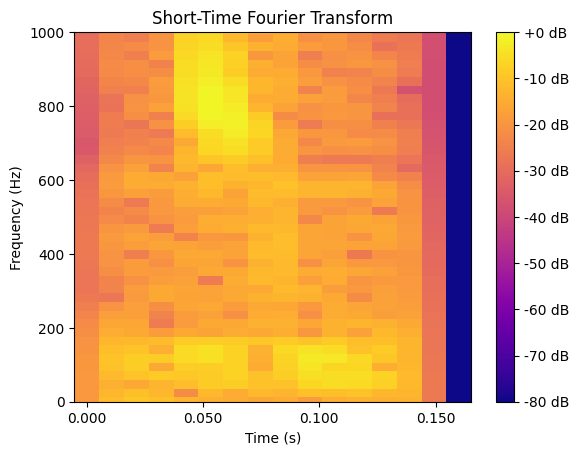 Short-Time Fourier Transform
Frequency (Hz)
1000
800
600
400
200
0
0.000
0.050
0.100
0.150
Time (s)
+0 dB
-10 dB
-20 dB
-30 dB
-40 dB
-50 dB
-60 dB
-70 dB
-80 dB